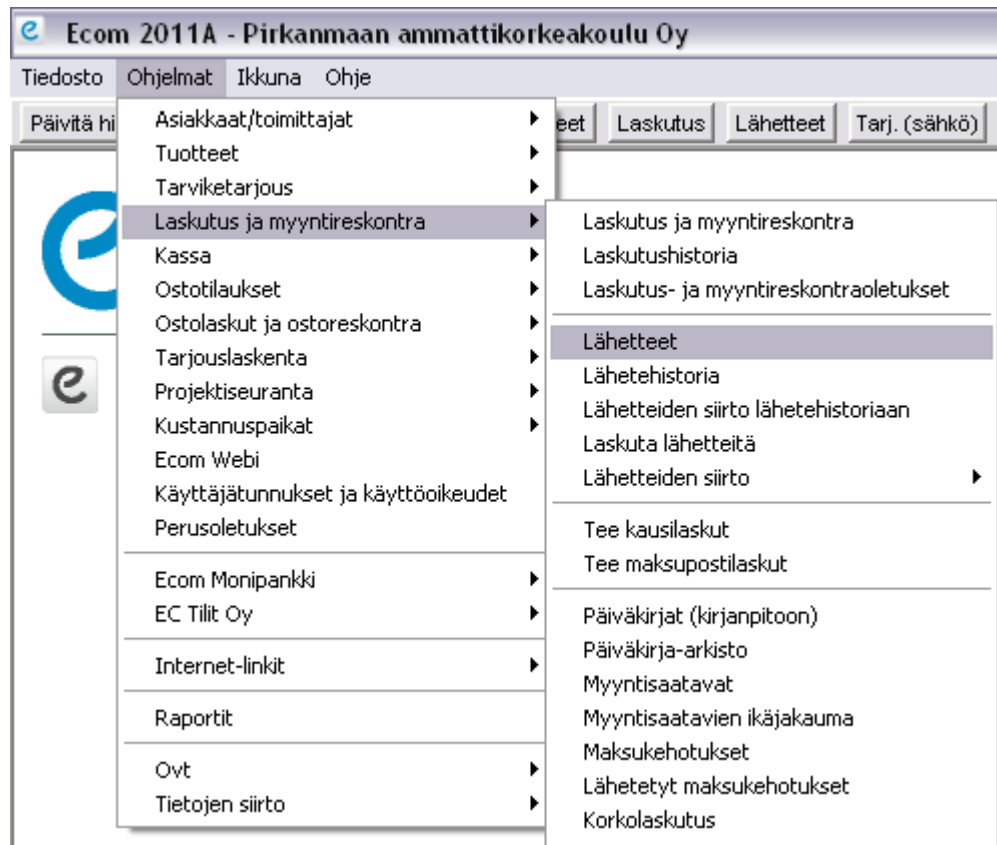 Ecom 2011A - Pirkanmaan ammattikorkeakoulu Oy
Tiedosto Ohjelmat Ikkuna Ohje
Päivitä hi eet Laskutus Lähetteet Tarj. (sähkö)
Asiakkaat/toimittajat
Tuotteet
Tarviketarjous
Laskutus ja myyntireskontra
Kassa
Ostotilaukset
Ostolaskut ja ostoreskontra
Tarjouslaskenta
Projektiseuranta
Kustannuspaikat
Ecom Webi
Käyttäjätunnukset ja käyttöoikeudet
Perusoletukset
Ecom Monipankki
EC Tilit Oy
Internet-linkit
Raportit
Ovt
Tietojen siirto
Laskutus ja myyntireskontra
Laskutushistoria
Laskutus- ja myyntireskontraoletukset
Lähetteet
Lähetehistoria
Lähetteiden siirto lähetehistoriaan
Laskuta lähetteitä
Lähetteiden siirto
Tee kausilaskut
Tee maksupostilaskut
Päiväkirjat (kirjanpitoon)
Päiväkirja-arkisto
Myyntisaatavat
Myyntisaatavien ikäjakauma
Maksukehotukset
Lähetetyt maksukehotukset
Korkolaskutus